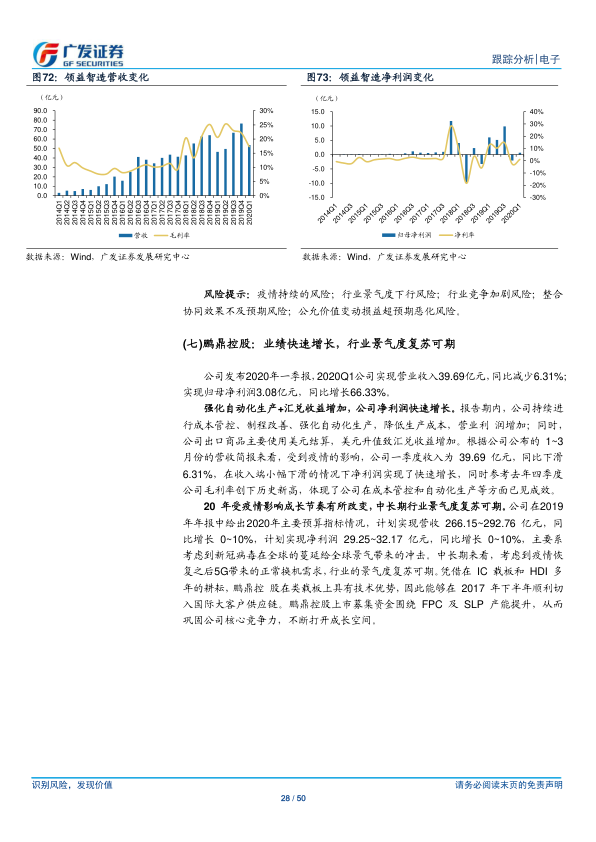 广发证券
GF SECURITIES
跟踪分析|电子
图72：领益智造营收变化
（亿元）
90.0
80.0
70.0
60.0
50.0
40.0
30.0
20.0
10.0
0.0
30%
25%
20%
15%
10%
5%
0%
2014Q1
2014Q2
2014Q3
2014Q4
2015Q1
2015Q2
2015Q3
2015Q4
2016Q1
2016Q2
2016Q3
2016Q4
2017Q1
2017Q2
2017Q3
2017Q4
2018Q1
2018Q2
2018Q3
2018Q4
2019Q1
2019Q2
2019Q3
2019Q4
2020Q1
营收 毛利率
数据来源：Wind，广发证券发展研究中心
图73：领益智造净利润变化
（亿元）
15.0
10.0
5.0
0.0
-5.0
-10.0
-15.0
40%
30%
20%
10%
0%
-10%
-20%
-30%
2014Q1
2014Q3
2015Q1
2015Q3
2016Q1
2016Q3
2017Q1
2017Q3
2018Q1
2018Q3
2019Q1
2019Q3
2020Q1
归母净利润 净利率
数据来源：Wind，广发证券发展研究中心
风险提示：疫情持续的风险；行业景气度下行风险；行业竞争加剧风险；整合
协同效果不及预期风险；公允价值变动损益超预期恶化风险。
(七)鹏鼎控股：业绩快速增长，行业景气度复苏可期
公司发布2020年一季报，2020Q1公司实现营业收入39.69亿元，同比减少6.31%；
实现归母净利润3.08亿元，同比增长66.33%。
强化自动化生产+汇兑收益增加，公司净利润快速增长。报告期内，公司持续进
行成本管控、制程改善、强化自动化生产，降低生产成本，营业利 润增加；同时，
公司出口商品主要使用美元结算，美元升值致汇兑收益增加。根据公司公布的 1~3
月份的营收简报来看，受到疫情的影响，公司一季度收入为 39.69 亿元，同比下滑
6.31%，在收入端小幅下滑的情况下净利润实现了快速增长，同时参考去年四季度
公司毛利率创下历史新高，体现了公司在成本管控和自动化生产等方面已见成效。
20 年受疫情影响成长节奏有所改变，中长期行业景气度复苏可期。公司在2019
年年报中给出2020年主要预算指标情况，计划实现营收 266.15~292.76 亿元，同
比增长 0~10%，计划实现净利润 29.25~32.17 亿元，同比增长 0~10%，主要系
考虑到新冠病毒在全球的蔓延给全球景气带来的冲击。 中长期来看，考虑到疫情恢
复之后5G带来的正常换机需求，行业的景气度复苏可期。凭借在 IC 载板和 HDI 多
年的耕耘，鹏鼎控 股在类载板上具有技术优势，因此能够在 2017 年下半年顺利切
入国际大客户供应链。鹏鼎控股上市募集资金围绕 FPC 及 SLP 产能提升，从而
巩固公司核心竞争力，不断打开成长空间。
识别风险，发现价值
请务必阅读末页的免责声明
28 / 50